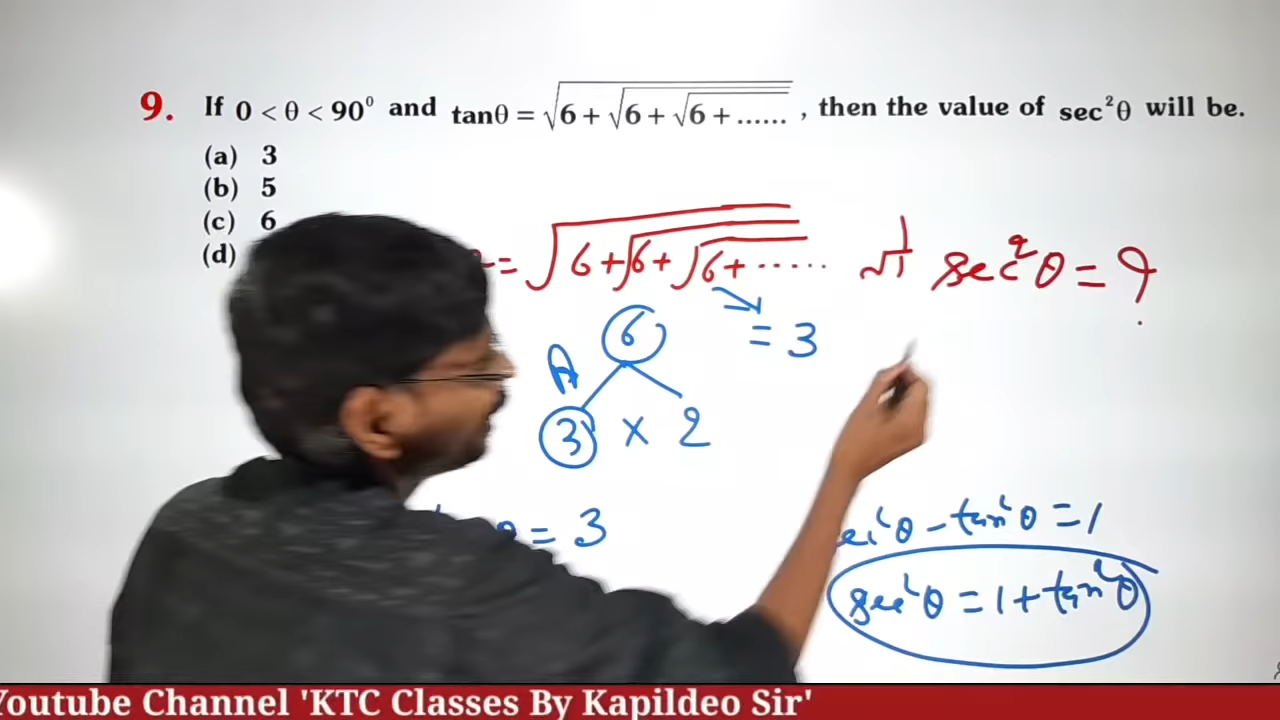 9. If 0 < θ < 90⁰ and tanθ = √6 + √6 + √6 + ...... , then the value of sec²θ will be.
(a) 3
(b) 5
(c) 6
(d)
= √6 + √6 + √6 + ...... sec²θ = ?
6
= 3
A
3 × 2
θ = 3
sec²θ - tan²θ = 1
sec²θ = 1 + tan²θ
Youtube Channel 'KTC Classes By Kapildeo Sir'